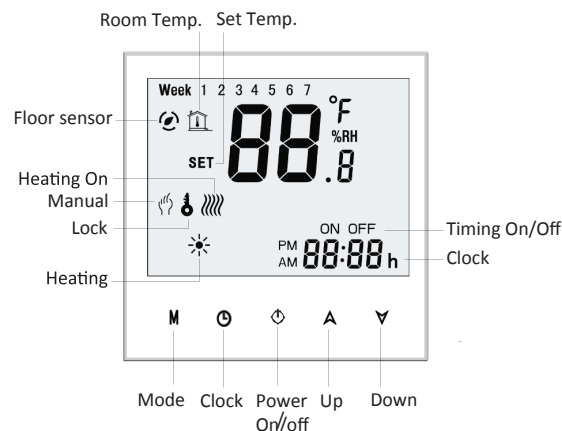 Room Temp. Set Temp.
Week 1 2 3 4 5 6 7
88.8 °F
%RH
Floor sensor
SET
Heating On
Manual
Lock
ON OFF
Timing On/Off
PM
AM 88:88 h
Clock
Heating
M
Mode Clock Power On/off Up Down